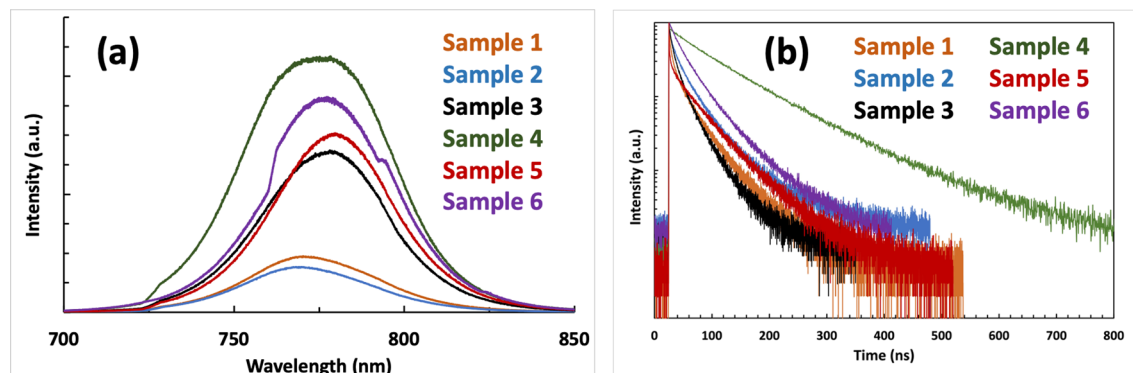 (a)
Sample 1
Sample 2
Sample 3
Sample 4
Sample 5
Sample 6
Intensity (a.u.)
700
750
800
850
Wavelength (nm)
(b)
Sample 1 Sample 4
Sample 2 Sample 5
Sample 3 Sample 6
Intensity (a.u.)
0 100 200 300 400 500 600 700 800
Time (ns)